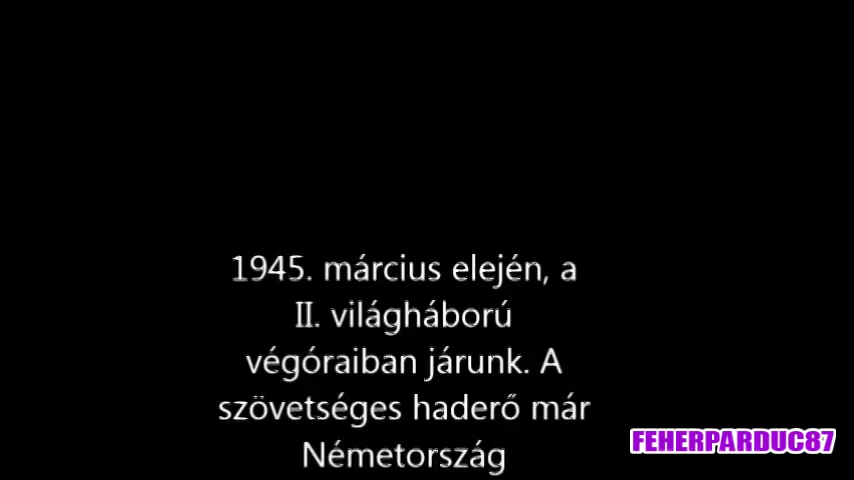 1945. március elején, a
II. világháború
végóraiban járunk. A
szövetséges haderő már
Németország
FEHERPARDUC87